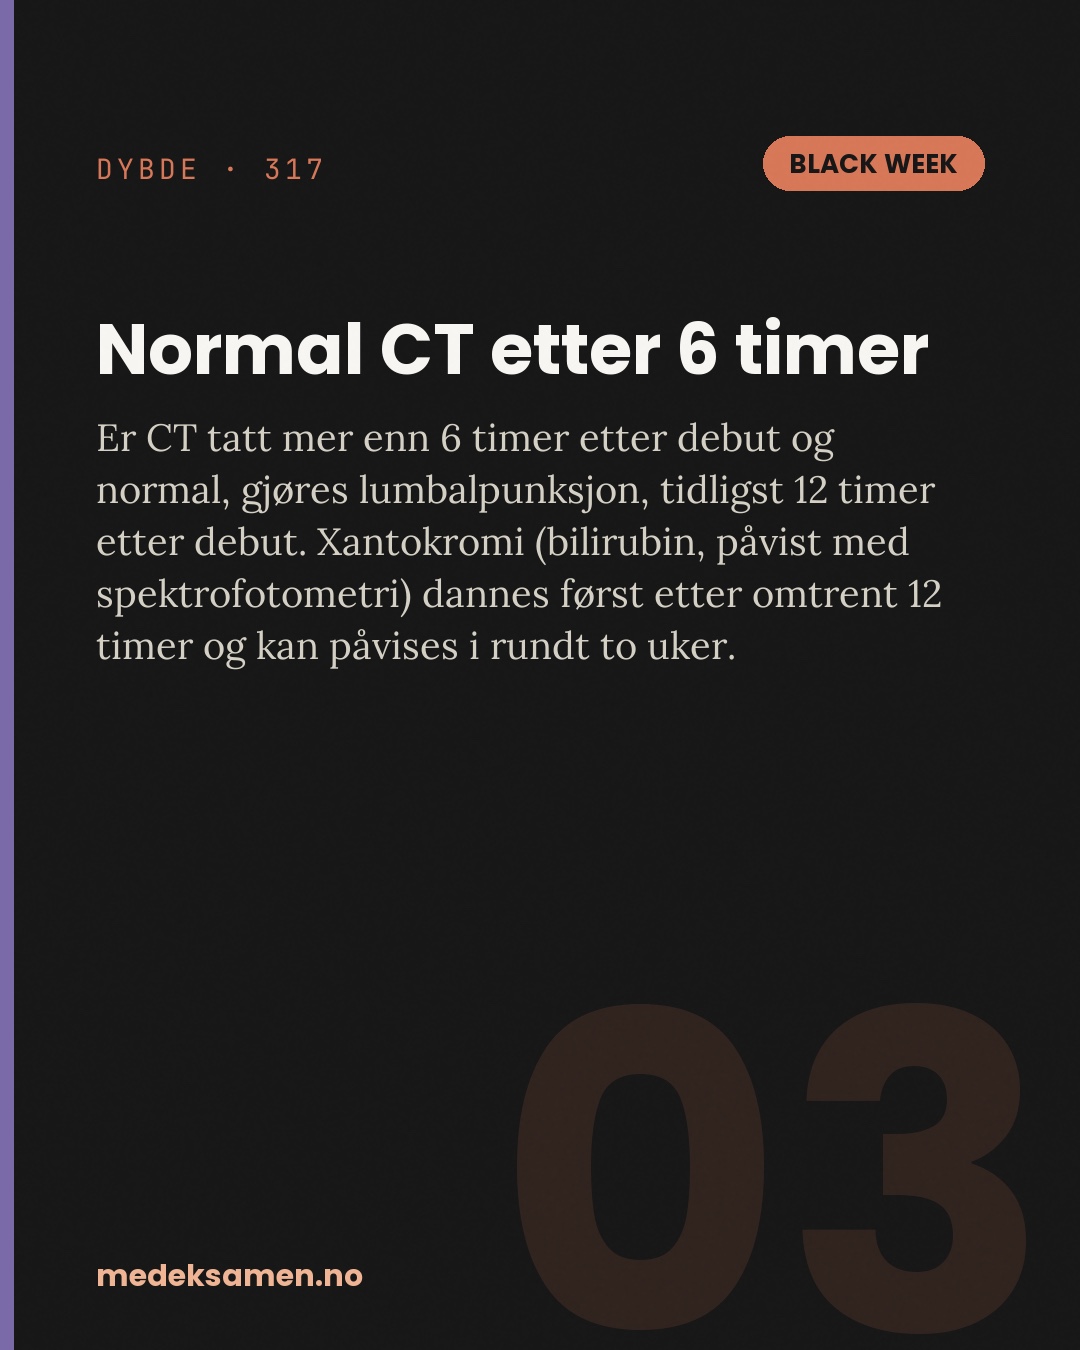 DYBDE · 317
BLACK WEEK
Normal CT etter 6 timer
Er CT tatt mer enn 6 timer etter debut og
normal, gjøres lumbalpunksjon, tidligst 12 timer
etter debut. Xantokromi (bilirubin, påvist med
spektrofotometri) dannes først etter omtrent 12
timer og kan påvises i rundt to uker.
03
medeksamen.no